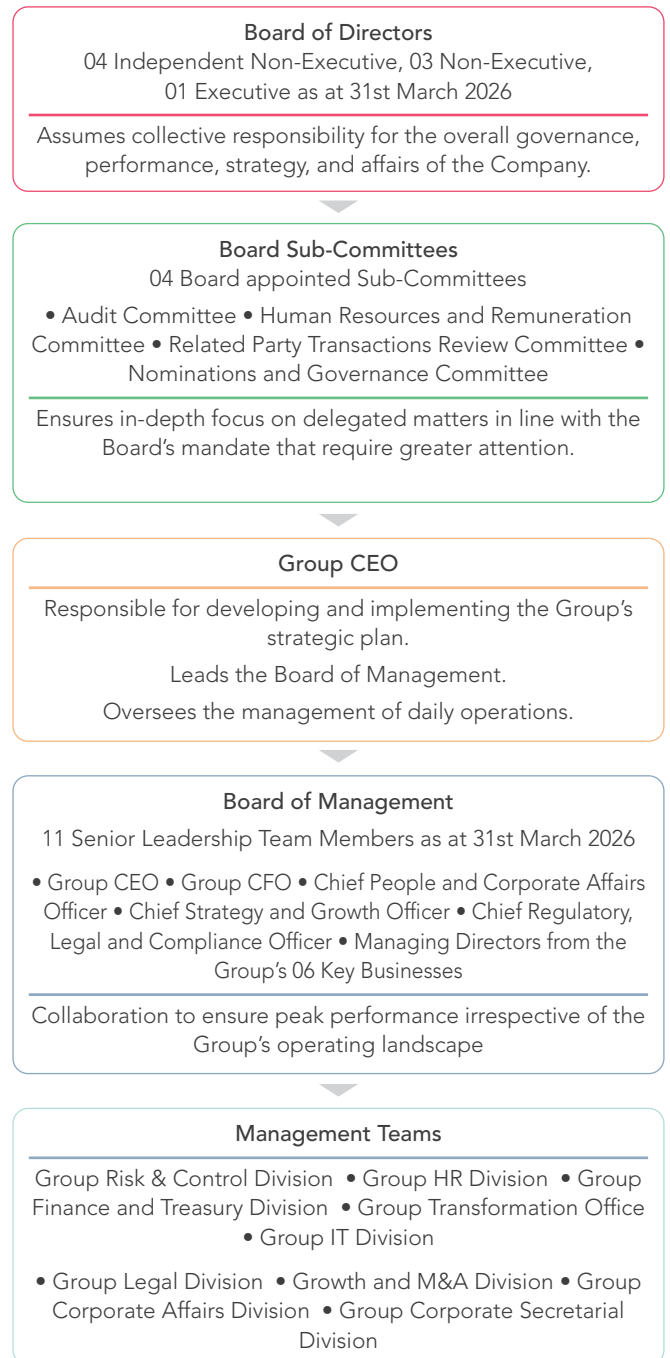 Board of Directors
04 Independent Non-Executive, 03 Non-Executive,
01 Executive as at 31st March 2026
Assumes collective responsibility for the overall governance,
performance, strategy, and affairs of the Company.
Board Sub-Committees
04 Board appointed Sub-Committees
• Audit Committee • Human Resources and Remuneration
Committee • Related Party Transactions Review Committee •
Nominations and Governance Committee
Ensures in-depth focus on delegated matters in line with the
Board’s mandate that require greater attention.
Group CEO
Responsible for developing and implementing the Group’s
strategic plan.
Leads the Board of Management.
Oversees the management of daily operations.
Board of Management
11 Senior Leadership Team Members as at 31st March 2026
• Group CEO • Group CFO • Chief People and Corporate Affairs
Officer • Chief Strategy and Growth Officer • Chief Regulatory,
Legal and Compliance Officer • Managing Directors from the
Group’s 06 Key Businesses
Collaboration to ensure peak performance irrespective of the
Group’s operating landscape
Management Teams
Group Risk & Control Division • Group HR Division • Group
Finance and Treasury Division • Group Transformation Office
• Group IT Division
• Group Legal Division • Growth and M&A Division • Group
Corporate Affairs Division • Group Corporate Secretarial
Division